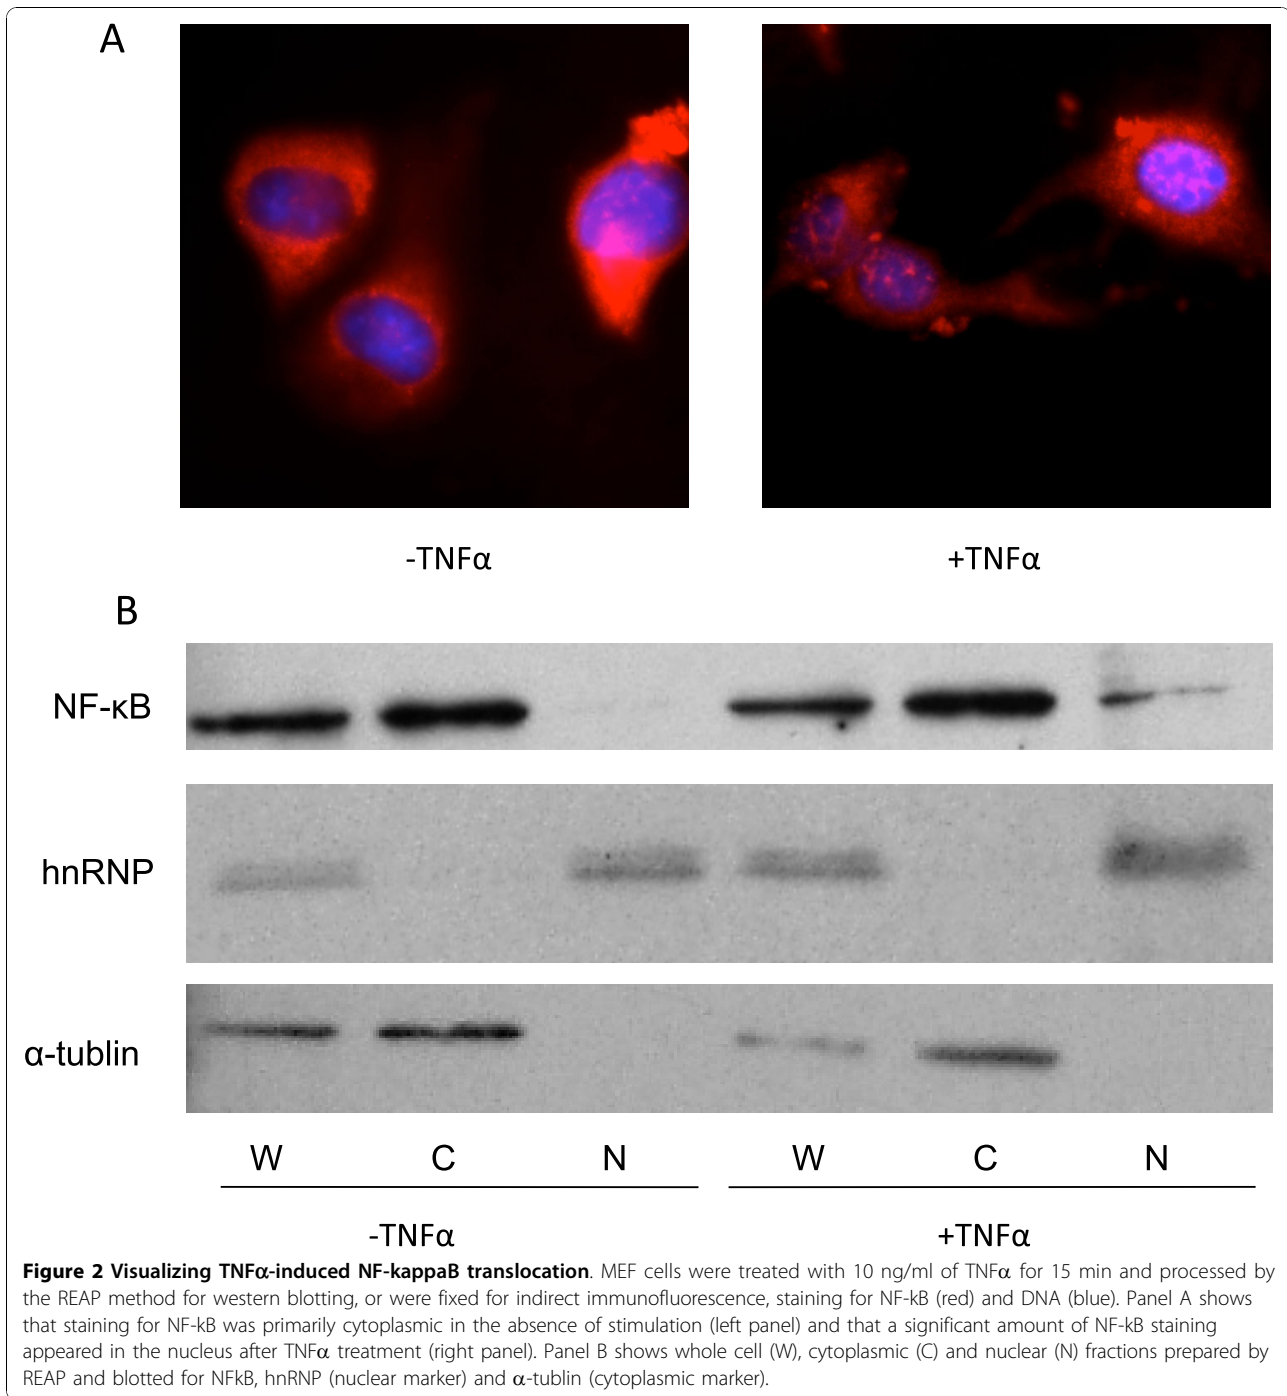 A
-TNFα +TNFα
B
NF-κB
hnRNP
α-tublin
W C N W C N
-TNFα +TNFα
Figure 2 Visualizing TNFα-induced NF-kappaB translocation. MEF cells were treated with 10 ng/ml of TNFα for 15 min and processed by
the REAP method for western blotting, or were fixed for indirect immunofluorescence, staining for NF-kB (red) and DNA (blue). Panel A shows
that staining for NF-kB was primarily cytoplasmic in the absence of stimulation (left panel) and that a significant amount of NF-kB staining
appeared in the nucleus after TNFα treatment (right panel). Panel B shows whole cell (W), cytoplasmic (C) and nuclear (N) fractions prepared by
REAP and blotted for NFkB, hnRNP (nuclear marker) and α-tublin (cytoplasmic marker).